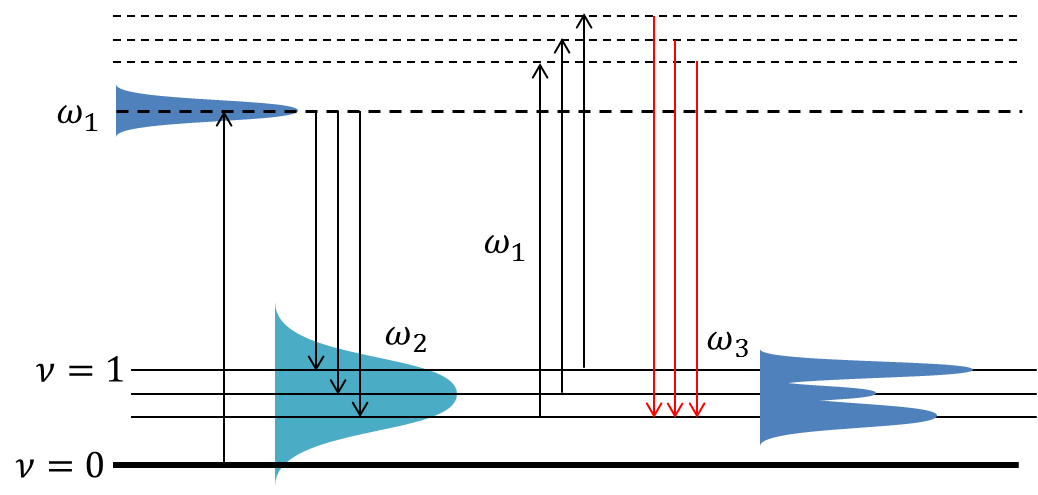 ω₁
ω₁
ω₂
ω₃
ν = 1
ν = 0